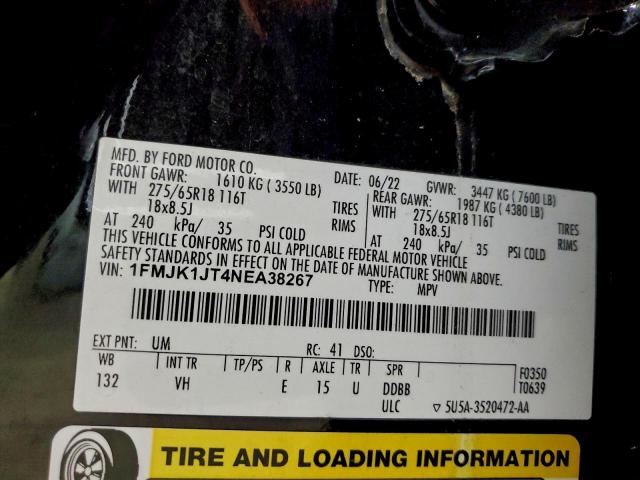 MFD. BY FORD MOTOR CO.
DATE: 06/22 GVWR: 3447 KG ( 7600 LB)
FRONT GAWR: 1610 KG ( 3550 LB) REAR GAWR: 1987 KG ( 4380 LB)
WITH 275/65R18 116T TIRES WITH 275/65R18 116T TIRES
18x8.5J RIMS 18x8.5J RIMS
AT 240 kPa/ 35 PSI COLD AT 240 kPa/ 35 PSI COLD
THIS VEHICLE CONFORMS TO ALL APPLICABLE FEDERAL MOTOR VEHICLE
SAFETY STANDARDS IN EFFECT ON THE DATE OF MANUFACTURE SHOWN ABOVE.
VIN: 1FMJK1JT4NEA38267 TYPE: MPV
EXT PNT: UM RC: 41 DSO:
WB INT TR TP/PS R AXLE TR SPR F0350
132 VH E 15 U DDBB T0639
ULC ▽ 5U5A-3520472-AA
TIRE AND LOADING INFORMATION